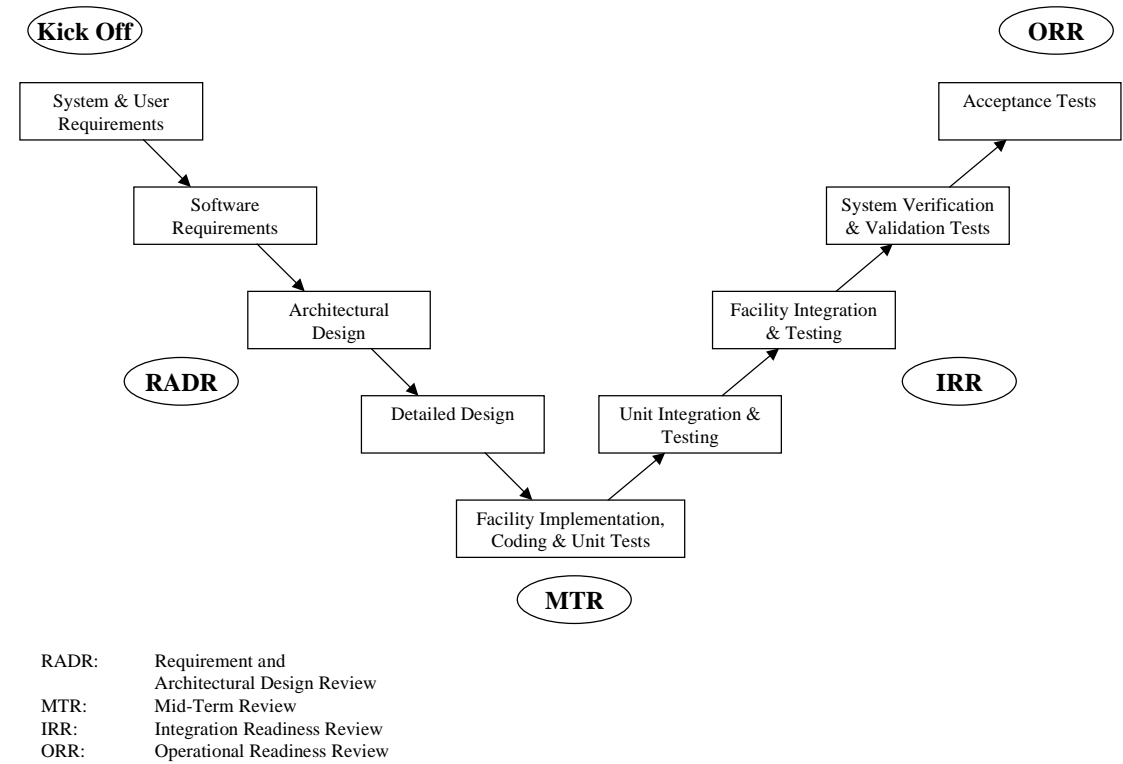 Kick Off
ORR
System & User
Requirements
Acceptance Tests
Software
Requirements
System Verification
& Validation Tests
Architectural
Design
Facility Integration
& Testing
RADR
IRR
Detailed Design
Unit Integration &
Testing
Facility Implementation,
Coding & Unit Tests
MTR
RADR: Requirement and
Architectural Design Review
MTR: Mid-Term Review
IRR: Integration Readiness Review
ORR: Operational Readiness Review